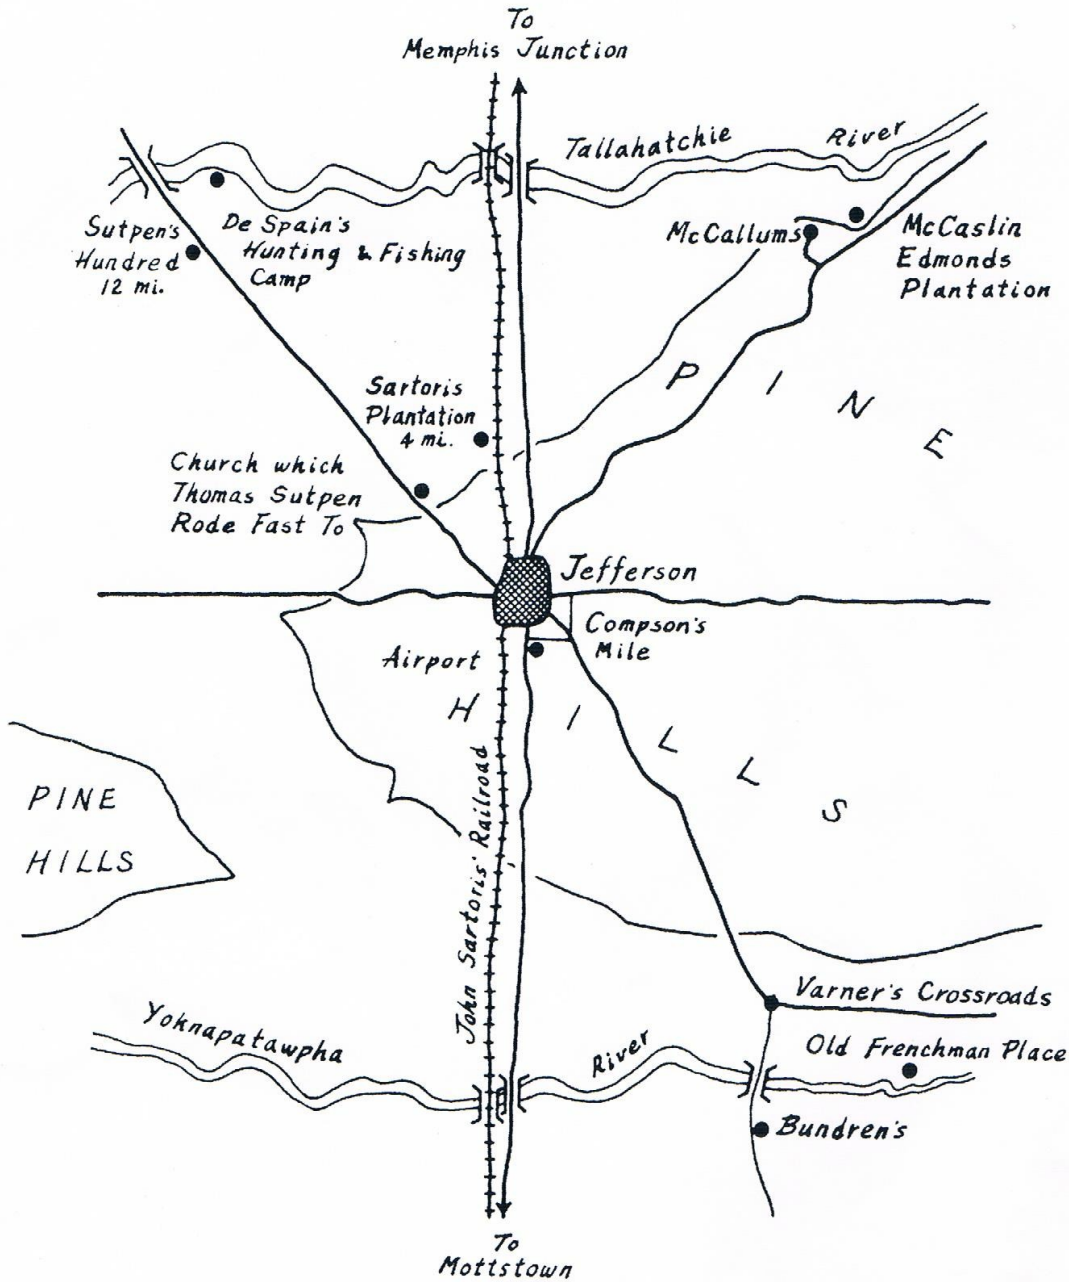 To
Memphis Junction
Tallahatchie River
Sutpen's
Hundred
12 mi.
De Spain's
Hunting & Fishing
Camp
McCallums
McCaslin
Edmonds
Plantation
PINE
Sartoris
Plantation
4 mi.
Church which
Thomas Sutpen
Rode Fast To
Jefferson
Compson's
Mile
Airport
HILLS
PINE
HILLS
John Sartoris' Railroad
Varner's Crossroads
Yoknapatawpha River
Old Frenchman Place
Bundren's
To
Mottstown